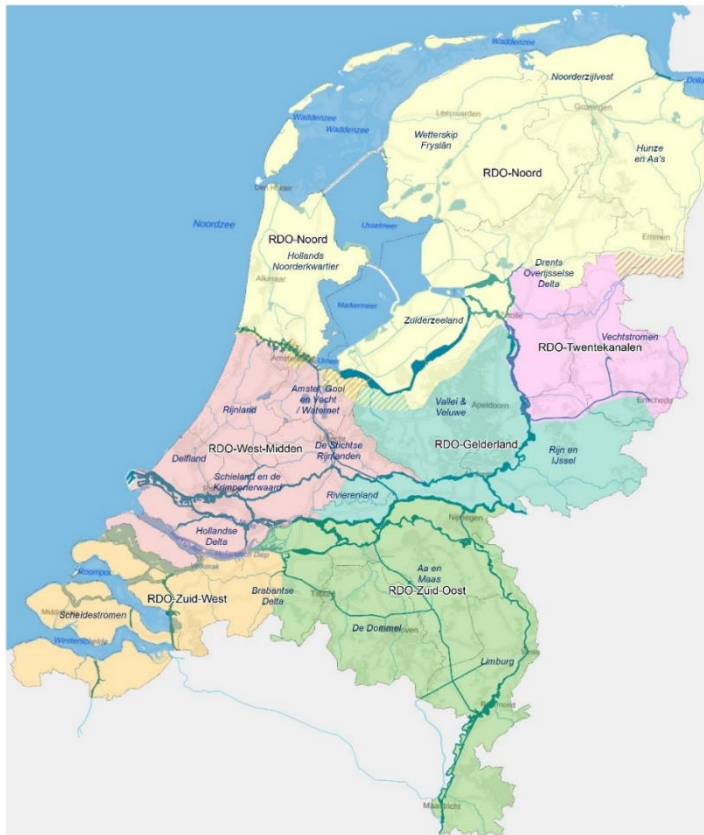 Waddenzee
Waddenzee
Noorderzijlvest
Dolla
Groningen
Leeuwarden
Waddenzee
Waddenzee
Wetterskip
Fryslân
Hunze
en Aa's
RDO-Noord
Den Helder
Noordzee
IJsselmeer
RDO-Noord
Emmen
Hollands
Noorderkwartier
Drents
Overijsselse
Delta
Alkmaar
Markermeer
Zuiderzeeland
Vechtstromen
RDO-Twentekanalen
Amstel, Gooi
en Vecht
/ Waternet
Vallei &
Veluwe
Apeldoorn
Enschede
Rijnland
De Stichtse
Rijnlanden
RDO-West-Midden
RDO-Gelderland
Delfland
Rijn en
IJssel
Schieland en de
Krimpenerwaard
Rivierenland
Nijmegen
Hollandse
Delta
Hollandsch Diep
Roompot
Aa en
Maas
RDO-Zuid-West
Brabantse
Delta
RDO-Zuid-Oost
Scheldestromen
De Dommel
Westerschelde
Limburg
Maastricht